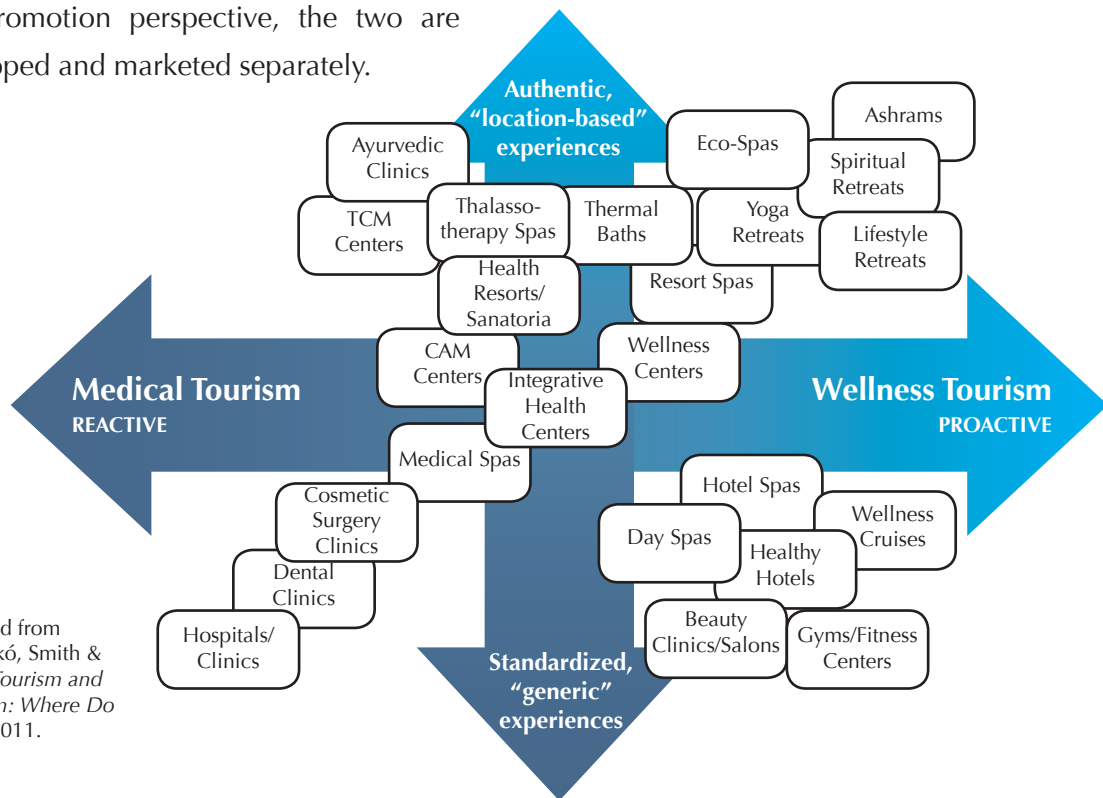 romotion perspective, the two are
oped and marketed separately.
Authentic,
“location-based”
experiences
Ashrams
Eco-Spas
Ayurvedic
Clinics
Spiritual
Retreats
Thalasso-
therapy Spas
Thermal
Baths
Yoga
Retreats
TCM
Centers
Lifestyle
Retreats
Health
Resorts/
Sanatoria
Resort Spas
CAM
Centers
Wellness
Centers
Integrative
Health
Centers
Medical Tourism
REACTIVE
Wellness Tourism
PROACTIVE
Medical Spas
Hotel Spas
Cosmetic
Surgery
Clinics
Wellness
Cruises
Day Spas
Healthy
Hotels
Dental
Clinics
Hospitals/
Clinics
Beauty
Clinics/Salons
Gyms/Fitness
Centers
Standardized,
“generic”
experiences
d from
kó, Smith &
Tourism and
: Where Do
011.